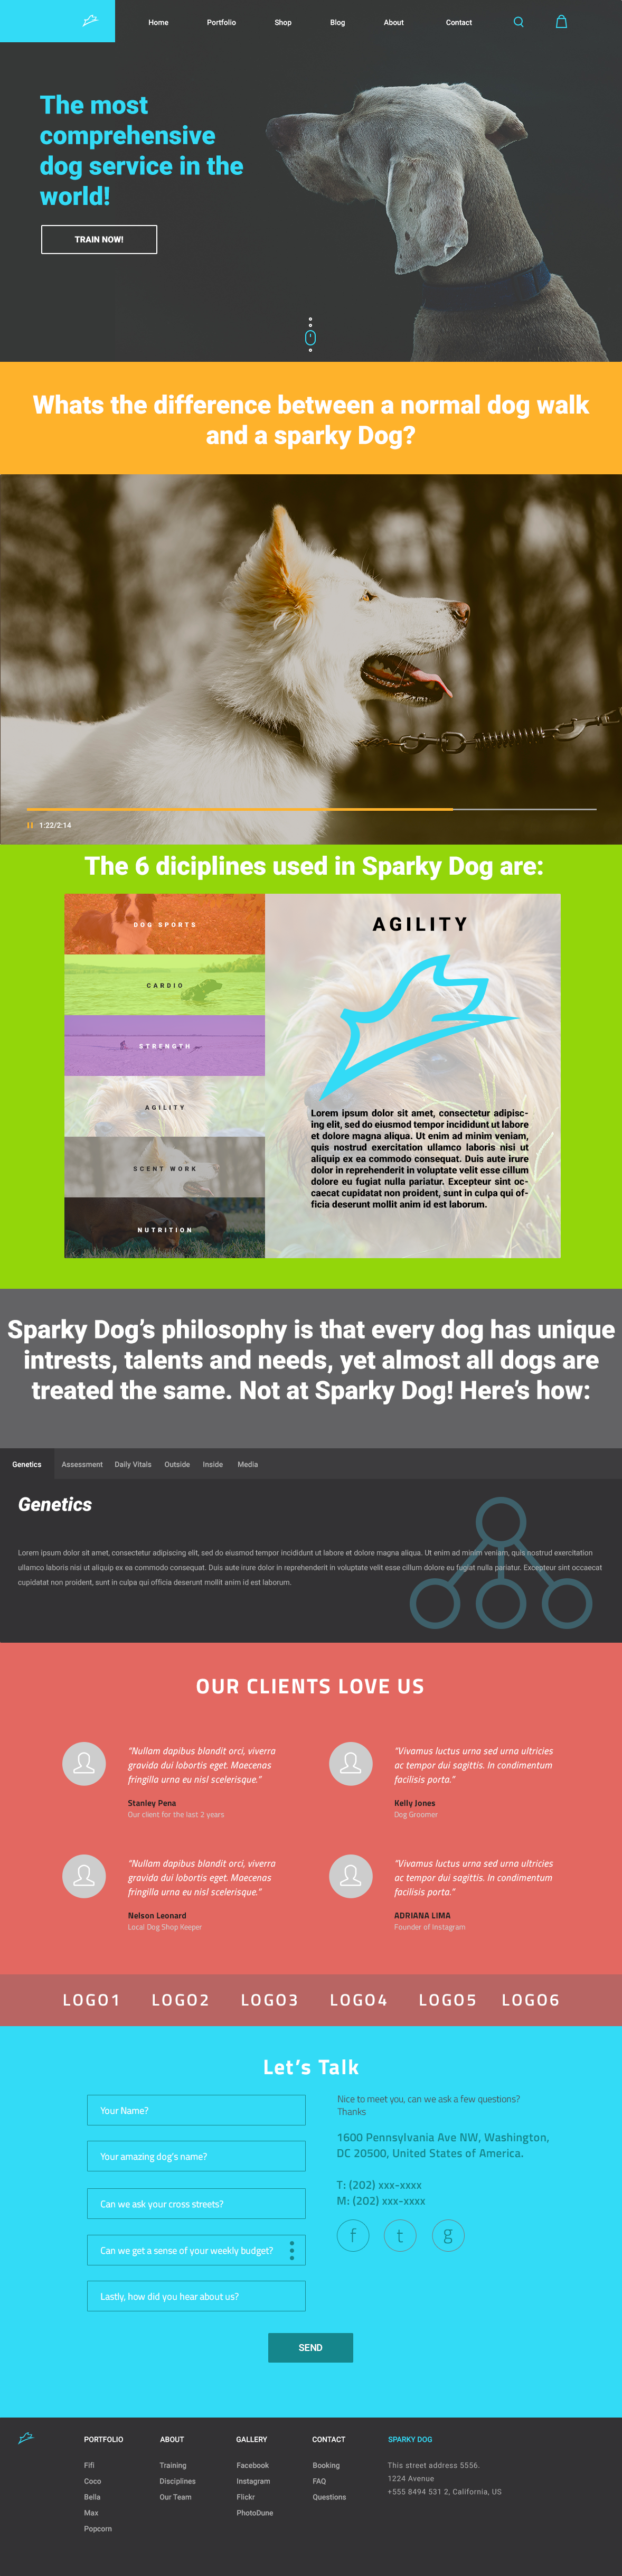 Home Portfolio Shop Blog About Contact
The most
comprehensive
dog service in the
world!
TRAIN NOW!
Whats the difference between a normal dog walk
and a sparky Dog?
1:22/2:14
The 6 diciplines used in Sparky Dog are:
DOG SPORTS
CARDIO
STRENGTH
AGILITY
SCENT WORK
NUTRITION
AGILITY
Lorem ipsum dolor sit amet, consectetur adipisc-
ing elit, sed do eiusmod tempor incididunt ut labore
et dolore magna aliqua. Ut enim ad minim veniam,
quis nostrud exercitation ullamco laboris nisi ut
aliquip ex ea commodo consequat. Duis aute irure
dolor in reprehenderit in voluptate velit esse cillum
dolore eu fugiat nulla pariatur. Excepteur sint oc-
caecat cupidatat non proident, sunt in culpa qui of-
ficia deserunt mollit anim id est laborum.
Sparky Dog's philosophy is that every dog has unique
intrests, talents and needs, yet almost all dogs are
treated the same. Not at Sparky Dog! Here's how:
Genetics Assessment Daily Vitals Outside Inside Media
Genetics
Lorem ipsum dolor sit amet, consectetur adipiscing elit, sed do eiusmod tempor incididunt ut labore et dolore magna aliqua. Ut enim ad minim veniam, quis nostrud exercitation
ullamco laboris nisi ut aliquip ex ea commodo consequat. Duis aute irure dolor in reprehenderit in voluptate velit esse cillum dolore eu fugiat nulla pariatur. Excepteur sint occaecat
cupidatat non proident, sunt in culpa qui officia deserunt mollit anim id est laborum.
OUR CLIENTS LOVE US
"Nullam dapibus blandit orci, viverra
gravida dui lobortis eget. Maecenas
fringilla urna eu nisl scelerisque."
Stanley Pena
Our client for the last 2 years
"Vivamus luctus urna sed urna ultricies
ac tempor dui sagittis. In condimentum
facilisis porta."
Kelly Jones
Dog Groomer
"Nullam dapibus blandit orci, viverra
gravida dui lobortis eget. Maecenas
fringilla urna eu nisl scelerisque."
Nelson Leonard
Local Dog Shop Keeper
"Vivamus luctus urna sed urna ultricies
ac tempor dui sagittis. In condimentum
facilisis porta."
ADRIANA LIMA
Founder of Instagram
LOGO1 LOGO2 LOGO3 LOGO4 LOGO5 LOGO6
Let's Talk
Your Name?
Your amazing dog's name?
Can we ask your cross streets?
Can we get a sense of your weekly budget?
Lastly, how did you hear about us?
Nice to meet you, can we ask a few questions?
Thanks
1600 Pennsylvania Ave NW, Washington,
DC 20500, United States of America.
T: (202) xxx-xxxx
M: (202) xxx-xxxx
f t g
SEND
PORTFOLIO
Fifi
Coco
Bella
Max
Popcorn
ABOUT
Training
Disciplines
Our Team
GALLERY
Facebook
Instagram
Flickr
PhotoDune
CONTACT
Booking
FAQ
Questions
SPARKY DOG
This street address 5556.
1224 Avenue
+555 8494 531 2, California, US